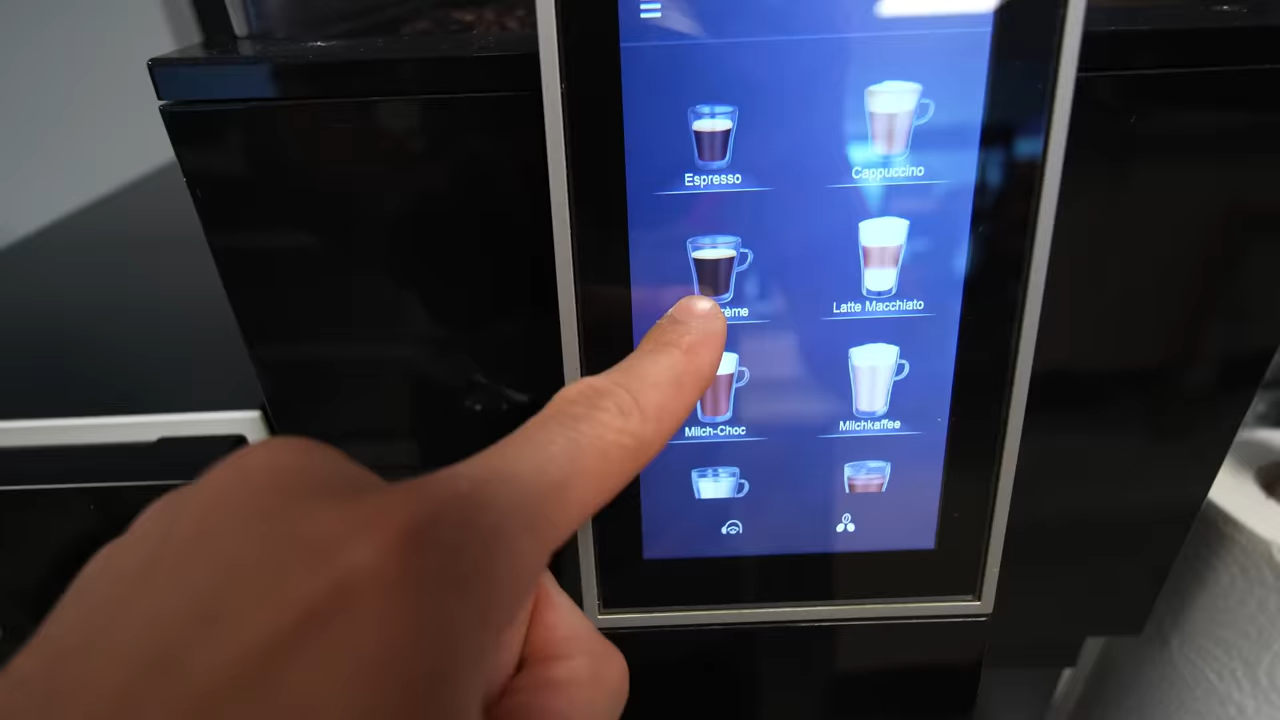 Espresso
Cappuccino
rème
Latte Macchiato
Milch-Choc
Milchkaffee